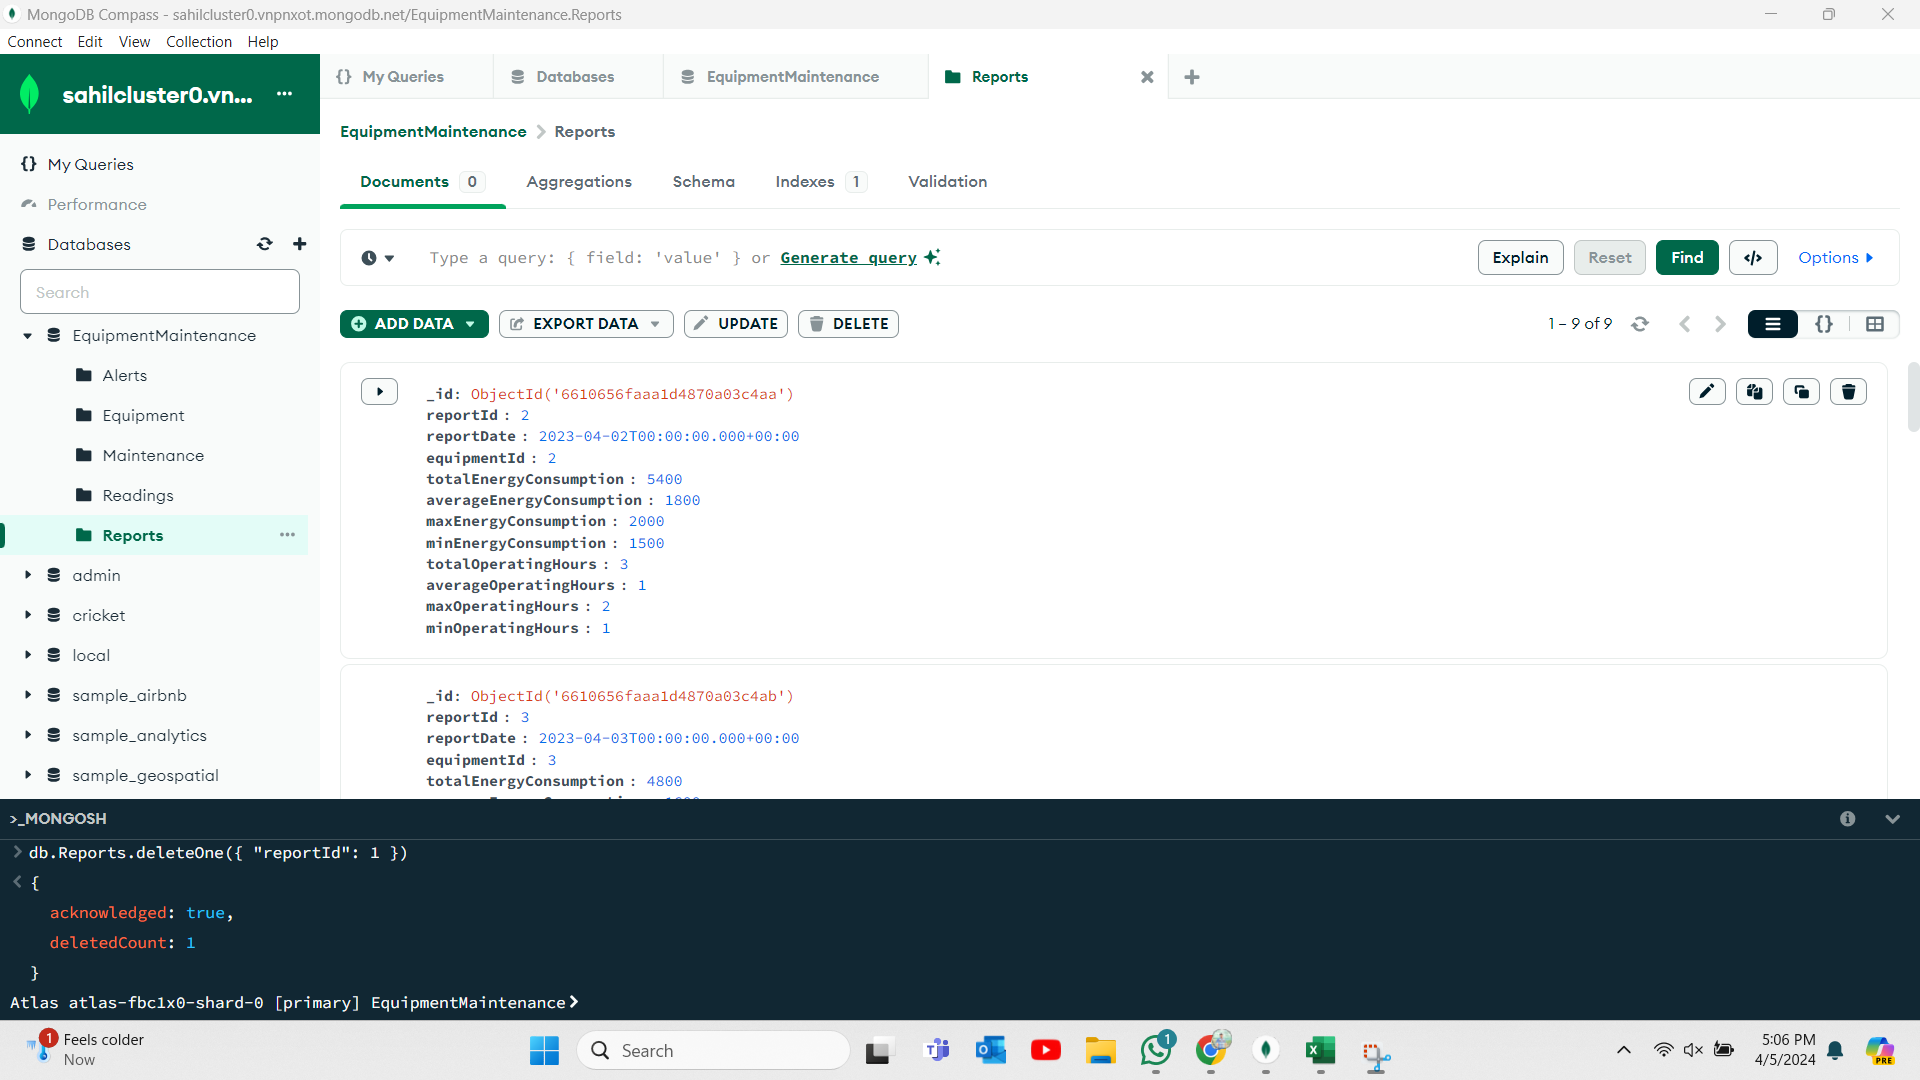 MongoDB Compass - sahilcluster0.vnpnxot.mongodb.net/EquipmentMaintenance.Reports
Connect Edit View Collection Help
sahilcluster0.vn... ...
{} My Queries
Performance
Databases
Search
EquipmentMaintenance
Alerts
Equipment
Maintenance
Readings
Reports ...
admin
cricket
local
sample_airbnb
sample_analytics
sample_geospatial
{} My Queries Databases EquipmentMaintenance Reports
EquipmentMaintenance > Reports
Documents 0 Aggregations Schema Indexes 1 Validation
Type a query: { field: 'value' } or Generate query Explain Reset Find </> Options
ADD DATA EXPORT DATA UPDATE DELETE 1 – 9 of 9 {}
_id: ObjectId('6610656faaa1d4870a03c4aa')
reportId : 2
reportDate : 2023-04-02T00:00:00.000+00:00
equipmentId : 2
totalEnergyConsumption : 5400
averageEnergyConsumption : 1800
maxEnergyConsumption : 2000
minEnergyConsumption : 1500
totalOperatingHours : 3
averageOperatingHours : 1
maxOperatingHours : 2
minOperatingHours : 1
_id: ObjectId('6610656faaa1d4870a03c4ab')
reportId : 3
reportDate : 2023-04-03T00:00:00.000+00:00
equipmentId : 3
totalEnergyConsumption : 4800
>_MONGOSH
> db.Reports.deleteOne({ "reportId": 1 })
< {
acknowledged: true,
deletedCount: 1
}
Atlas atlas-fbc1x0-shard-0 [primary] EquipmentMaintenance>
1 Feels colder
Now
Search
1
5:06 PM
4/5/2024
PRE